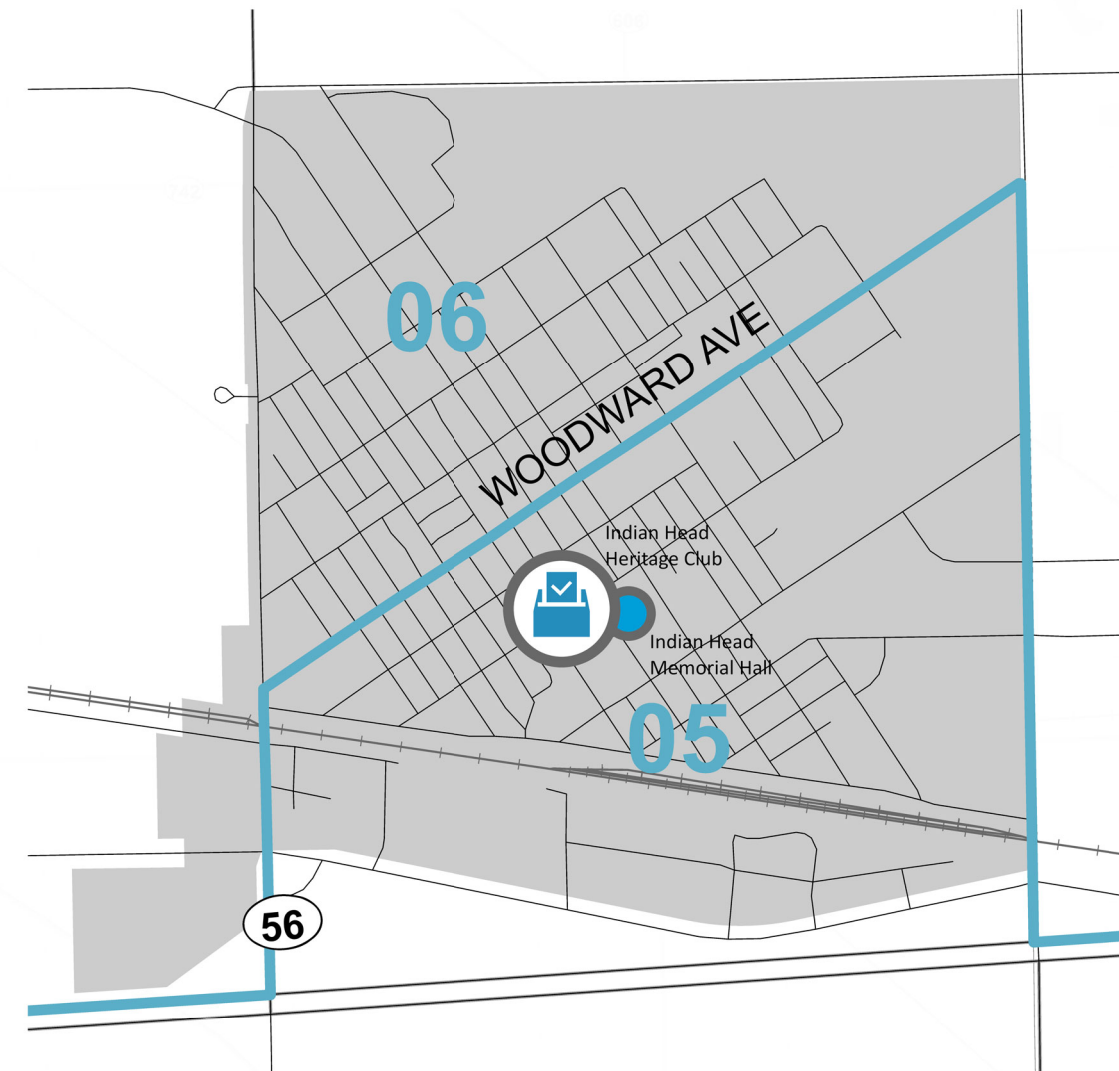 06
WOODWARD AVE
Indian Head
Heritage Club
Indian Head
Memorial Hall
05
56